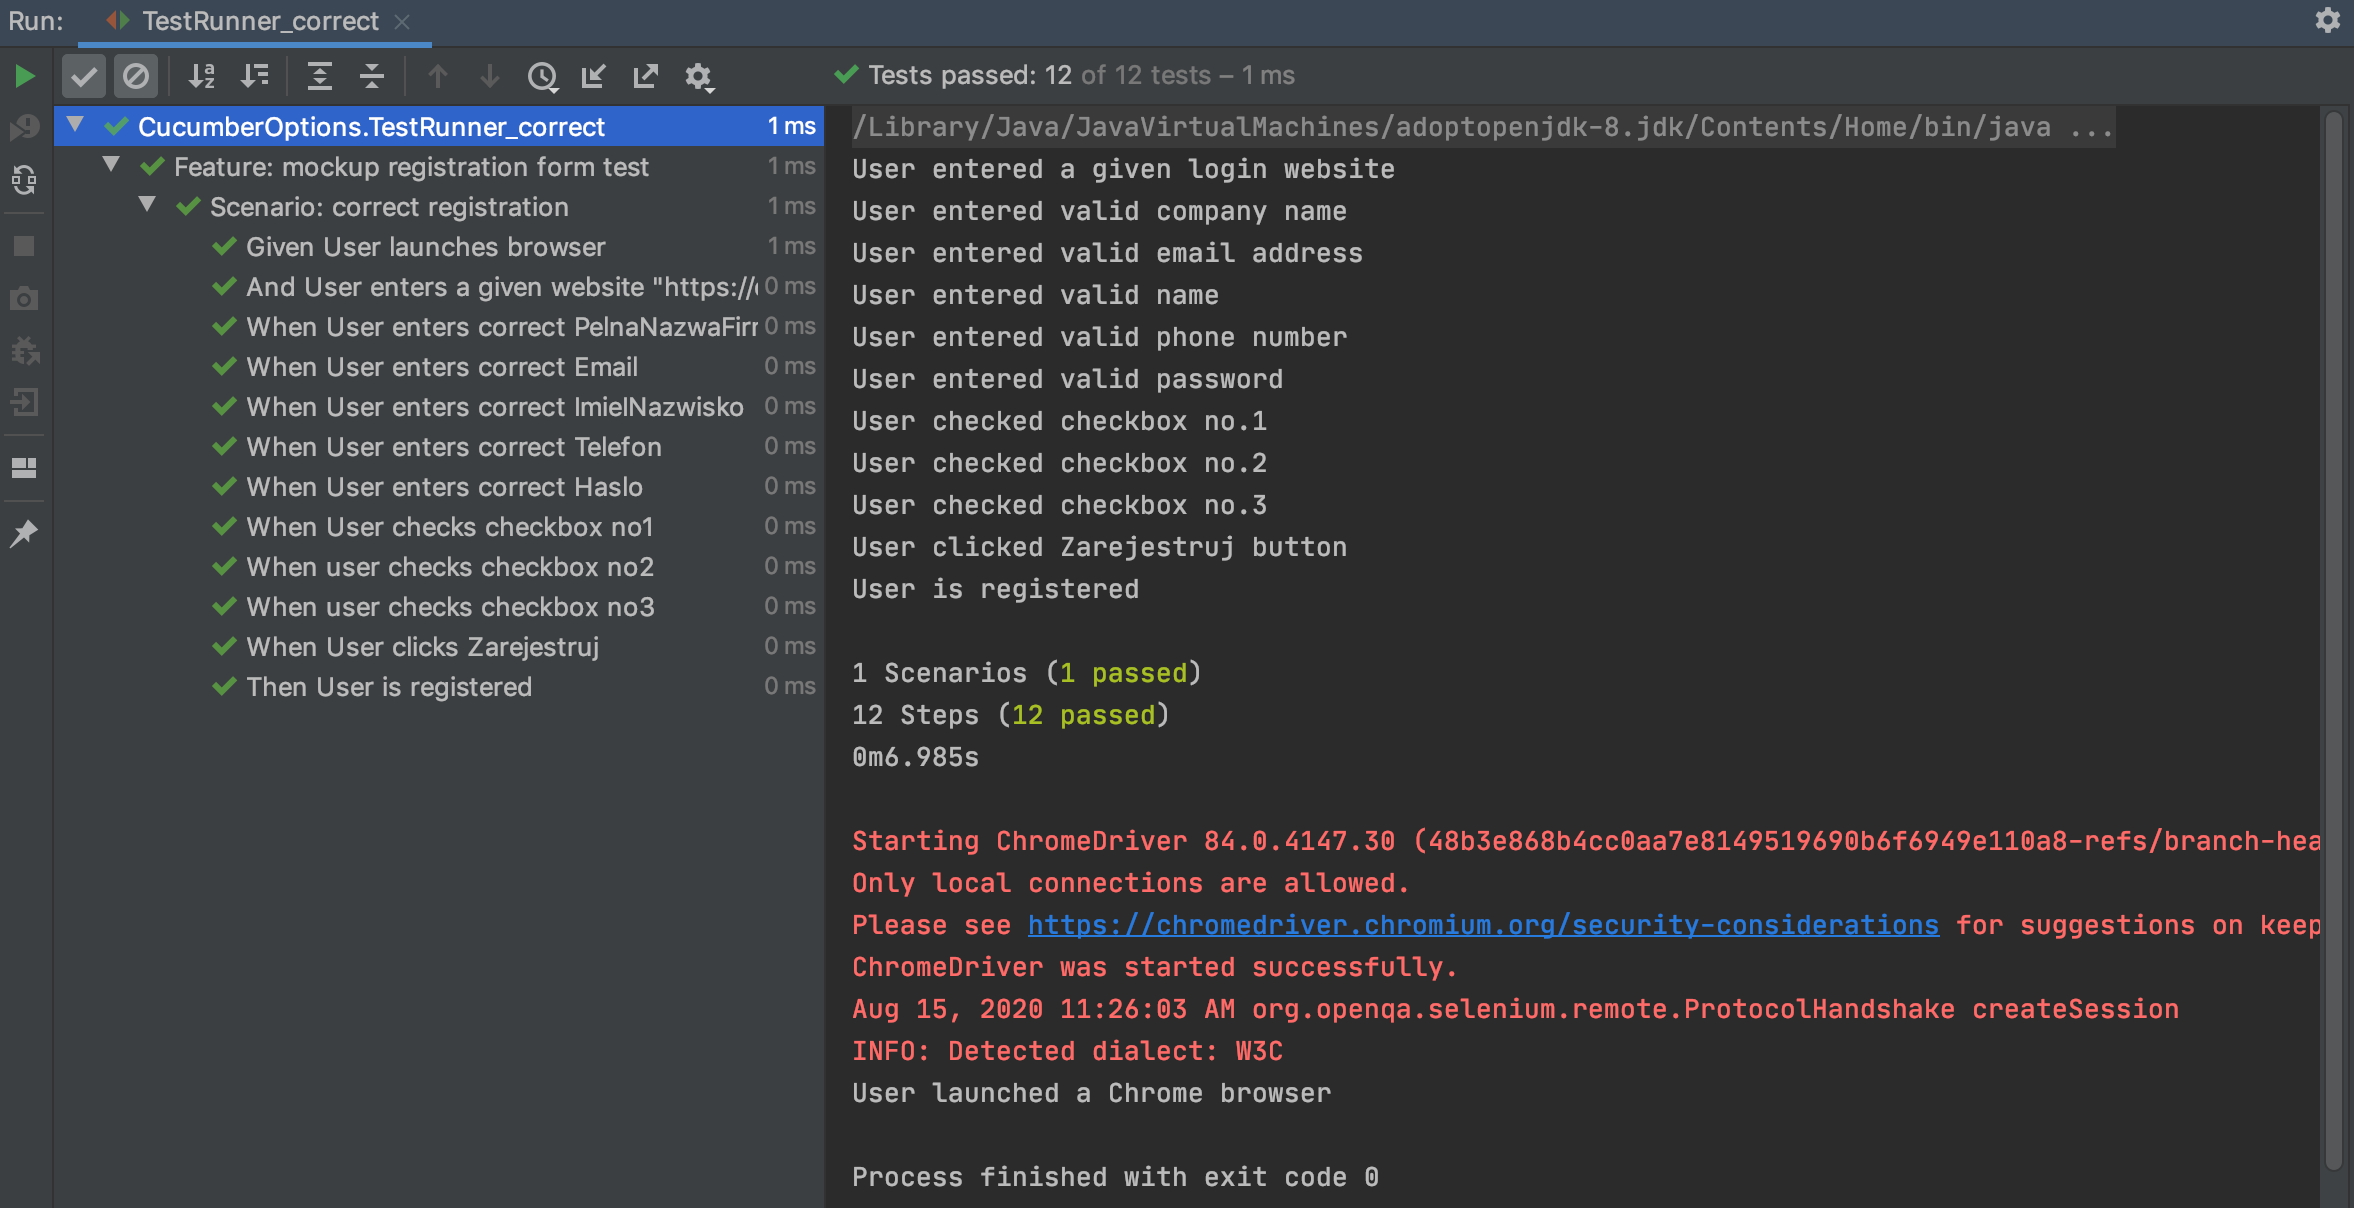 Run: TestRunner_correct
Tests passed: 12 of 12 tests – 1 ms
CucumberOptions.TestRunner_correct 1 ms
Feature: mockup registration form test 1 ms
Scenario: correct registration 1 ms
Given User launches browser 1 ms
And User enters a given website "https:// 0 ms
When User enters correct PelnaNazwaFir 0 ms
When User enters correct Email 0 ms
When User enters correct ImieINazwisko 0 ms
When User enters correct Telefon 0 ms
When User enters correct Haslo 0 ms
When User checks checkbox no1 0 ms
When user checks checkbox no2 0 ms
When user checks checkbox no3 0 ms
When User clicks Zarejestruj 0 ms
Then User is registered 0 ms
/Library/Java/JavaVirtualMachines/adoptopenjdk-8.jdk/Contents/Home/bin/java ...
User entered a given login website
User entered valid company name
User entered valid email address
User entered valid name
User entered valid phone number
User entered valid password
User checked checkbox no.1
User checked checkbox no.2
User checked checkbox no.3
User clicked Zarejestruj button
User is registered
1 Scenarios (1 passed)
12 Steps (12 passed)
0m6.985s
Starting ChromeDriver 84.0.4147.30 (48b3e868b4cc0aa7e8149519690b6f6949e110a8-refs/branch-hea
Only local connections are allowed.
Please see https://chromedriver.chromium.org/security-considerations for suggestions on keep
ChromeDriver was started successfully.
Aug 15, 2020 11:26:03 AM org.openqa.selenium.remote.ProtocolHandshake createSession
INFO: Detected dialect: W3C
User launched a Chrome browser
Process finished with exit code 0